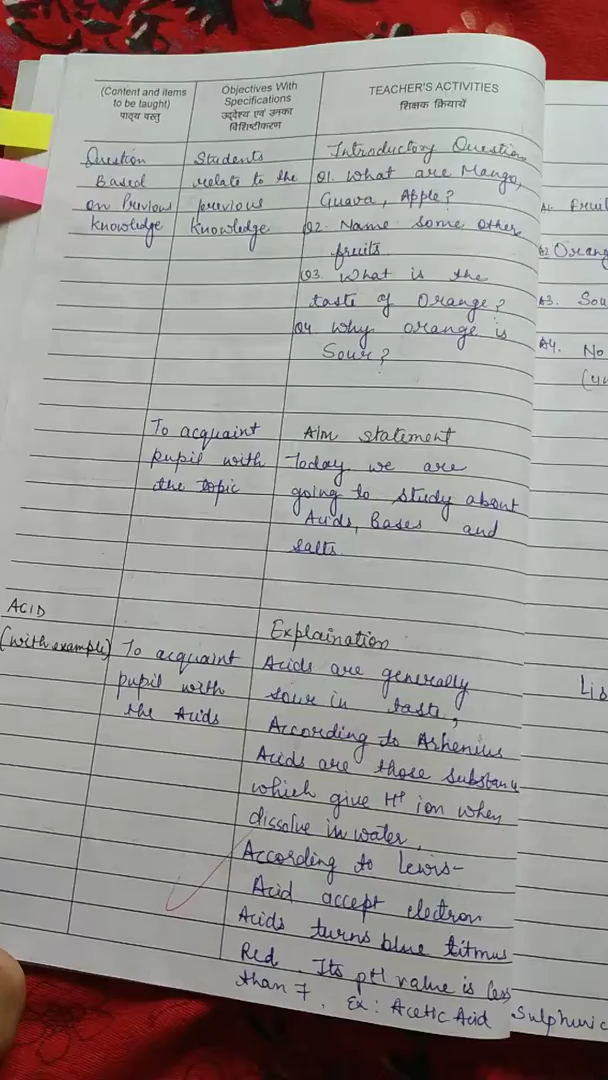 (Content and items
to be taught)
पाठ्य वस्तु
Objectives With
Specifications
उद्देश्य एवं उनका
विशिष्टीकरण
TEACHER'S ACTIVITIES
शिक्षक क्रियायें
Question
Based
on Previous
knowledge
Students
relate to the
previous
knowledge
Introductory Question
Q1. What are Mango,
Guava, Apple?
Q2. Name some other
fruits.
Q3. What is the
taste of Orange?
Q4. Why orange is
Sour?
A1.
A2. Orang
A3. Sou
A4. No
To acquaint
pupil with
the topic
Aim statement
Today we are
going to study about
Acids, Bases and
salts.
ACID
(with example)
To acquaint
pupil with
the Acids
Explaination
Acids are generally
sour in taste,
According to Arhenius
Acids are those substance
which give H+ ion when
dissolve in water.
According to Lewis-
Acid accept electron
Acids turns blue litmus
Red. Its pH value is less
than 7. Ex: Acetic Acid Sulphuric
Lis